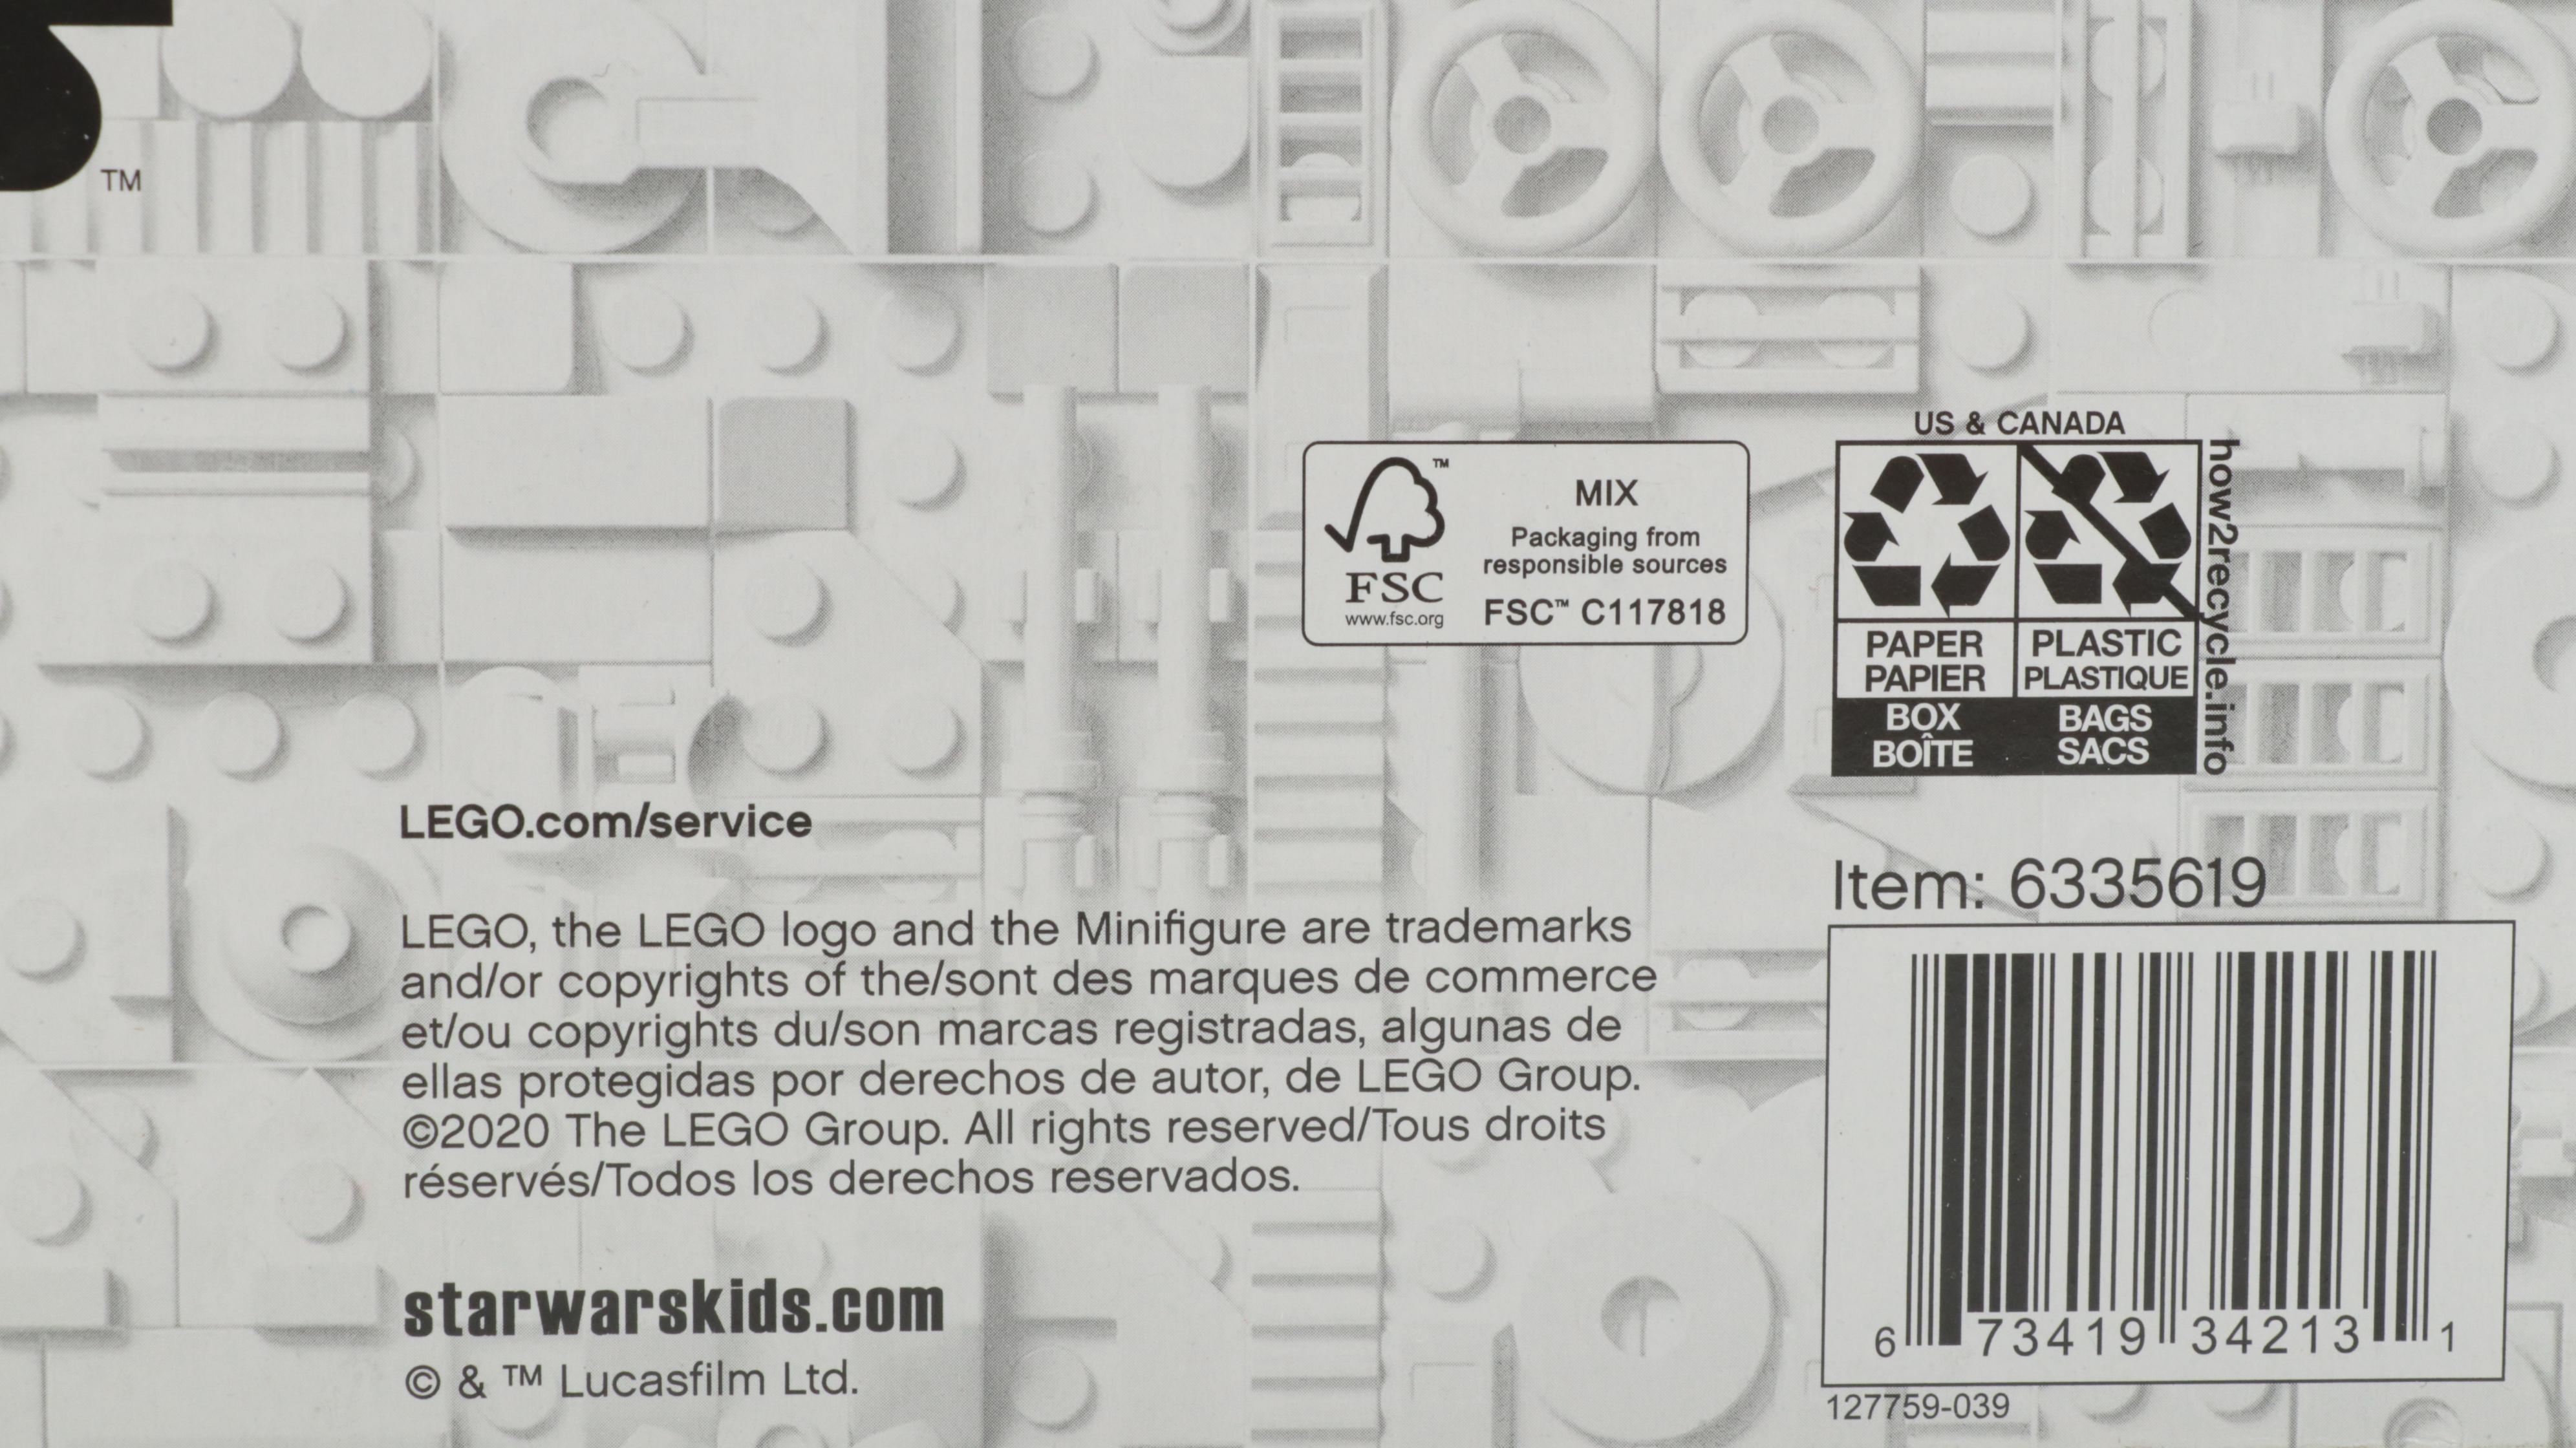 TM
US & CANADA
how2recycle.info
TM
MIX
Packaging from
responsible sources
FSC
www.fsc.org
FSC™ C117818
PAPER
PAPIER
PLASTIC
PLASTIQUE
BOX
BOÎTE
BAGS
SACS
LEGO.com/service
Item: 6335619
LEGO, the LEGO logo and the Minifigure are trademarks
and/or copyrights of the/sont des marques de commerce
et/ou copyrights du/son marcas registradas, algunas de
ellas protegidas por derechos de autor, de LEGO Group.
©2020 The LEGO Group. All rights reserved/Tous droits
réservés/Todos los derechos reservados.
starwarskids.com
© & ™ Lucasfilm Ltd.
6 73419 34213 1
127759-039